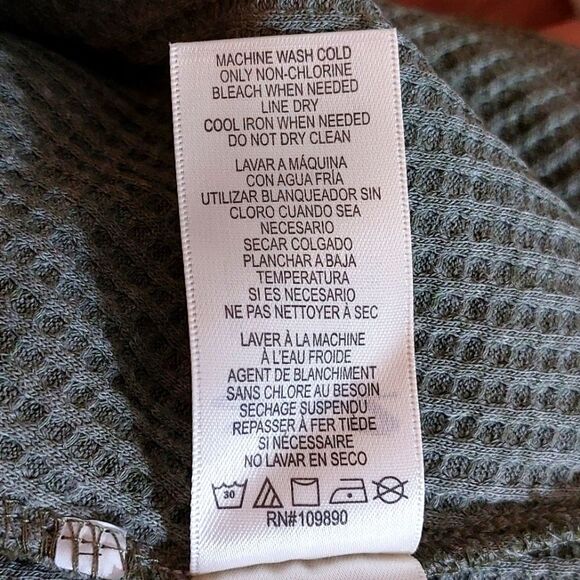 MACHINE WASH COLD
ONLY NON-CHLORINE
BLEACH WHEN NEEDED
LINE DRY
COOL IRON WHEN NEEDED
DO NOT DRY CLEAN
LAVAR A MÁQUINA
CON AGUA FRÍA
UTILIZAR BLANQUEADOR SIN
CLORO CUANDO SEA
NECESARIO
SECAR COLGADO
PLANCHAR A BAJA
TEMPERATURA
SI ES NECESARIO
NE PAS NETTOYER À SEC
LAVER À LA MACHINE
À L'EAU FROIDE
AGENT DE BLANCHIMENT
SANS CHLORE AU BESOIN
SECHAGE SUSPENDU
REPASSER À FER TIÈDE
SI NÉCESSAIRE
NO LAVAR EN SECO
30
RN#109890